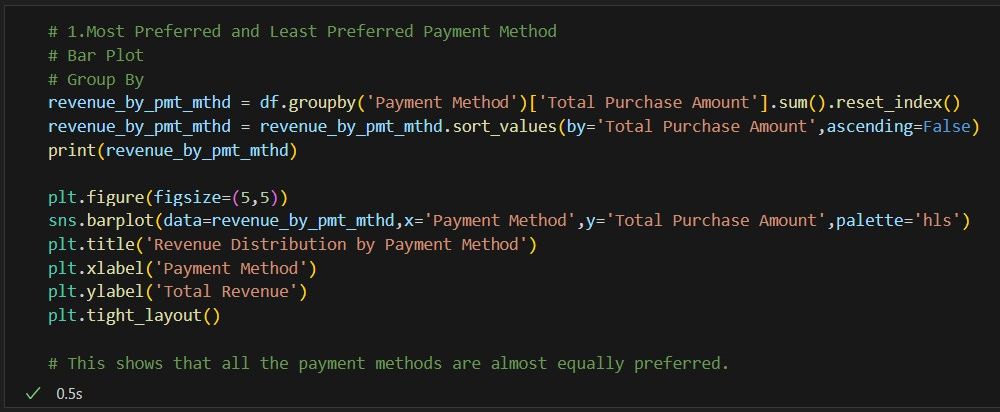 # 1.Most Preferred and Least Preferred Payment Method
# Bar Plot
# Group By
revenue_by_pmt_mthd = df.groupby('Payment Method')['Total Purchase Amount'].sum().reset_index()
revenue_by_pmt_mthd = revenue_by_pmt_mthd.sort_values(by='Total Purchase Amount',ascending=False)
print(revenue_by_pmt_mthd)
plt.figure(figsize=(5,5))
sns.barplot(data=revenue_by_pmt_mthd,x='Payment Method',y='Total Purchase Amount',palette='hls')
plt.title('Revenue Distribution by Payment Method')
plt.xlabel('Payment Method')
plt.ylabel('Total Revenue')
plt.tight_layout()
# This shows that all the payment methods are almost equally preferred.
0.5s